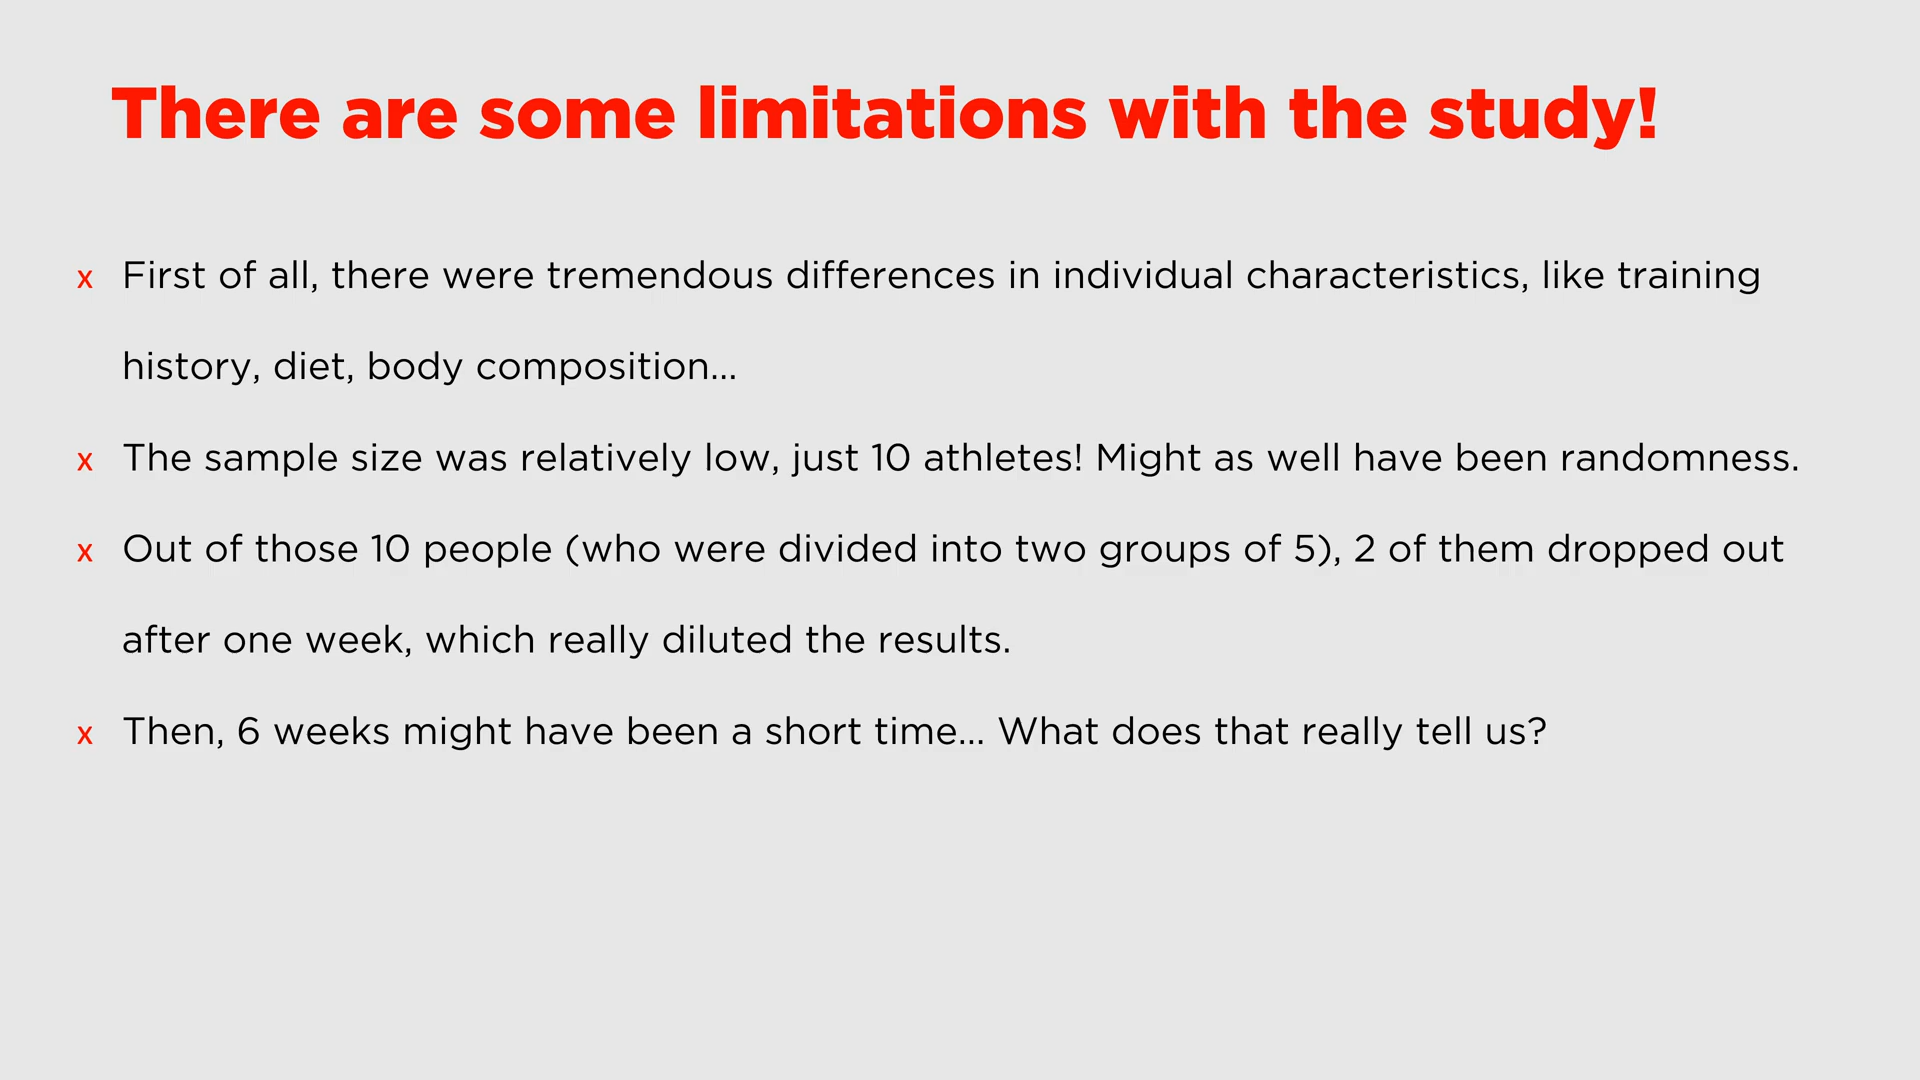 There are some limitations with the study!
x First of all, there were tremendous differences in individual characteristics, like training
history, diet, body composition...
x The sample size was relatively low, just 10 athletes! Might as well have been randomness.
x Out of those 10 people (who were divided into two groups of 5), 2 of them dropped out
after one week, which really diluted the results.
x Then, 6 weeks might have been a short time... What does that really tell us?